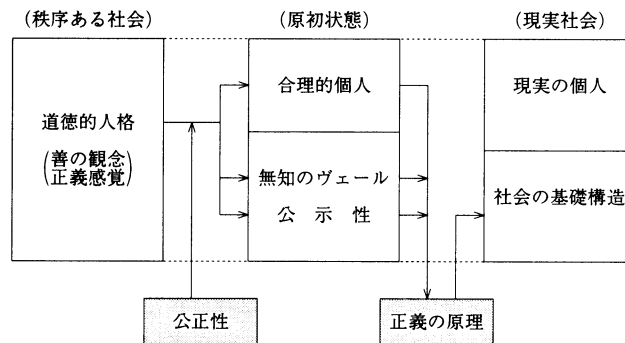 (秩序ある社会)
(原初状態)
(現実社会)
道徳的人格
(善の観念
正義感覚)
合理的個人
無知のヴェール
公示性
現実の個人
社会の基礎構造
公正性
正義の原理